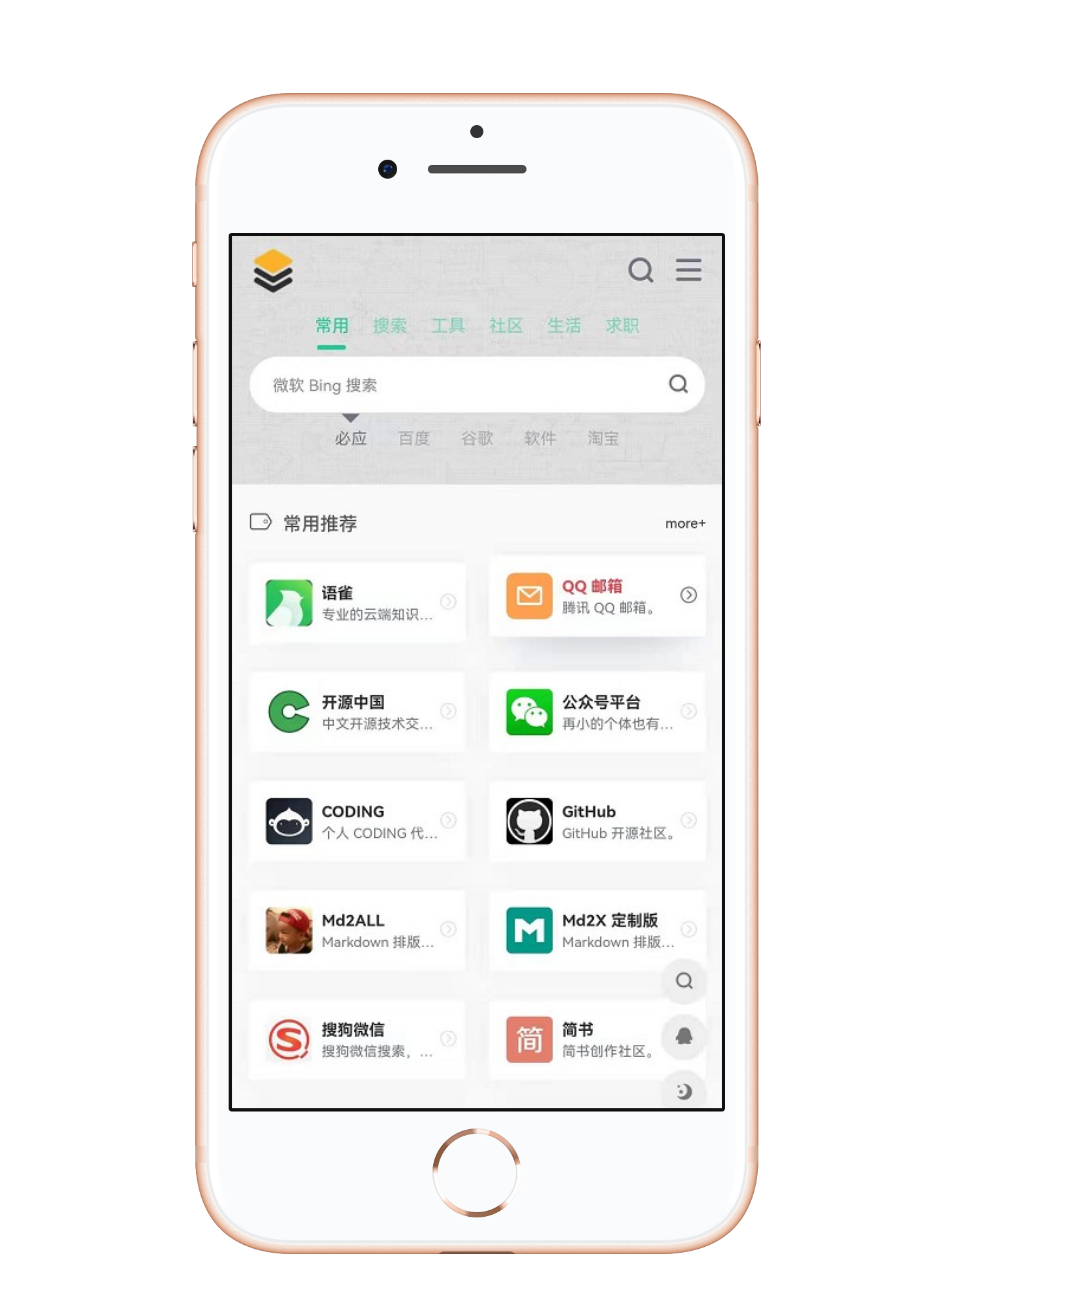 常用 搜索 工具 社区 生活 求职
微软 Bing 搜索
必应 百度 谷歌 软件 淘宝
常用推荐 more+
语雀
专业的云端知识...
QQ 邮箱
腾讯 QQ 邮箱。
开源中国
中文开源技术交...
公众号平台
再小的个体也有...
CODING
个人 CODING 代...
GitHub
GitHub 开源社区。
Md2ALL
Markdown 排版...
Md2X 定制版
Markdown 排版...
搜狗微信
搜狗微信搜索，...
简
简书
简书创作社区。